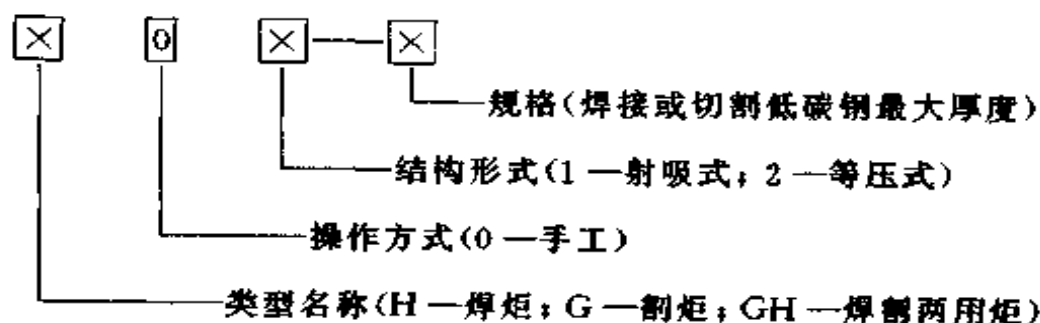 × 0 ×—×
规格(焊接或切割低碳钢最大厚度)
结构形式(1—射吸式;2—等压式)
操作方式(0—手工)
类型名称(H—焊炬;G—割炬;GH—焊割两用炬)